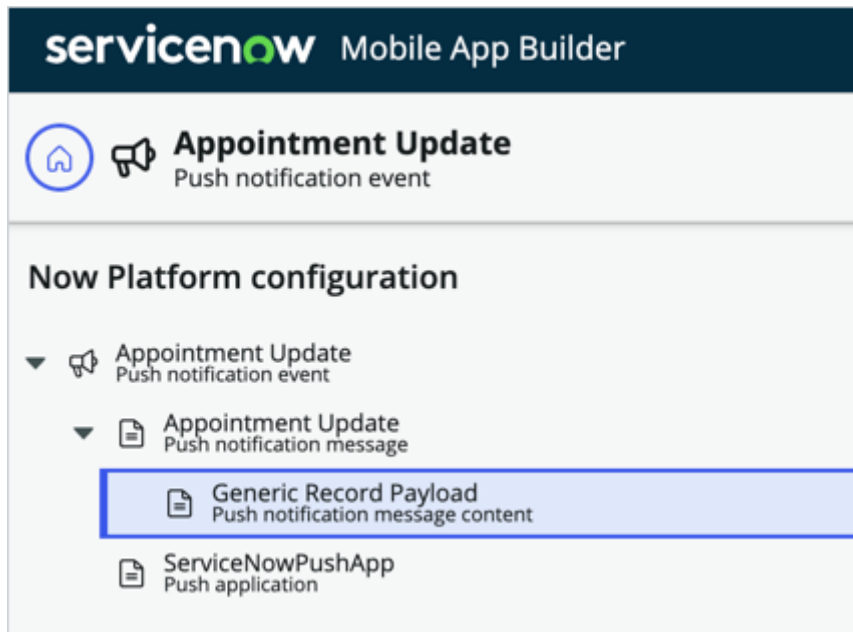 servicenow Mobile App Builder
Appointment Update
Push notification event
Now Platform configuration
Appointment Update
Push notification event
Appointment Update
Push notification message
Generic Record Payload
Push notification message content
ServiceNowPushApp
Push application